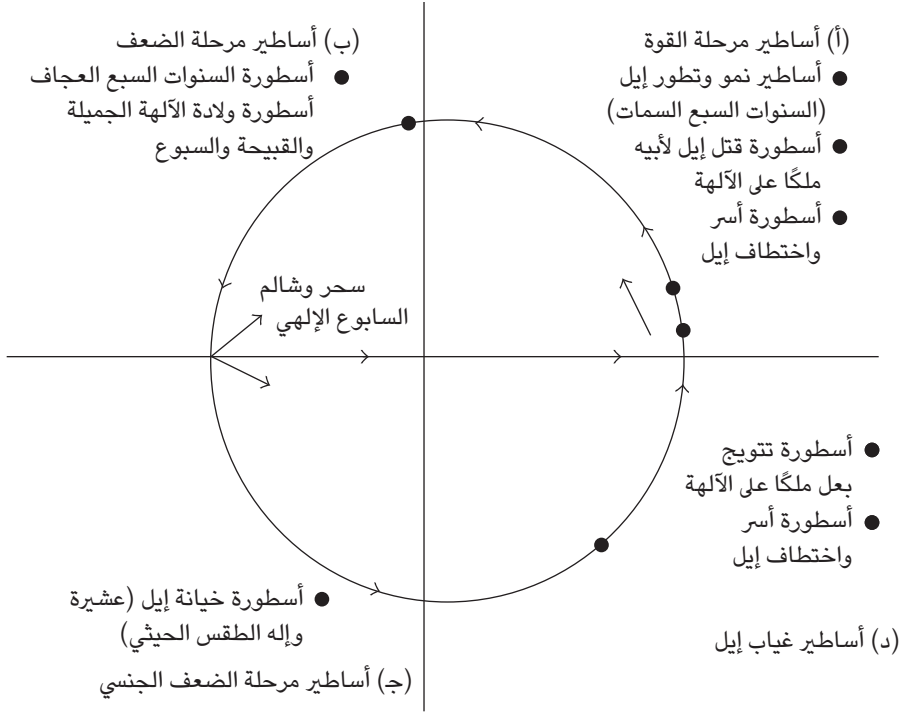 (أ) أساطير مرحلة القوة
● أساطير نمو وتطور إيل
(السنوات السبع السمات)
● أسطورة قتل إيل لأبيه
ملكًا على الآلهة
● أسطورة أسر
واختطاف إيل
(ب) أساطير مرحلة الضعف
● أسطورة السنوات السبع العجاف
أسطورة ولادة الآلهة الجميلة
والقبيحة والسبوع
سحر وشالم
السابوع الإلهي
● أسطورة خيانة إيل (عشيرة
وإله الطقس الحيثي)
(جـ) أساطير مرحلة الضعف الجنسي
● أسطورة تتويج
بعل ملكًا على الآلهة
● أسطورة أسر
واختطاف إيل
(د) أساطير غياب إيل